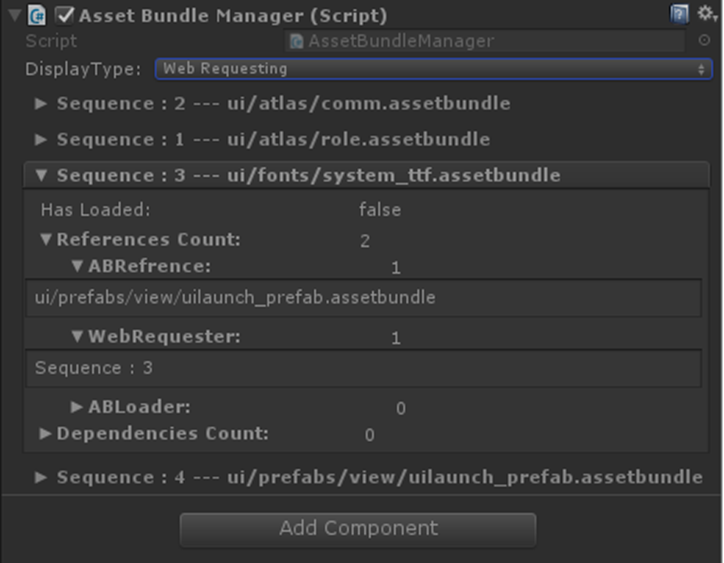 Asset Bundle Manager (Script)
Script AssetBundleManager
DisplayType: Web Requesting
Sequence : 2 --- ui/atlas/comm.assetbundle
Sequence : 1 --- ui/atlas/role.assetbundle
Sequence : 3 --- ui/fonts/system_ttf.assetbundle
Has Loaded: false
References Count: 2
ABRefrence: 1
ui/prefabs/view/uilaunch_prefab.assetbundle
WebRequester: 1
Sequence : 3
ABLoader: 0
Dependencies Count: 0
Sequence : 4 --- ui/prefabs/view/uilaunch_prefab.assetbundle
Add Component